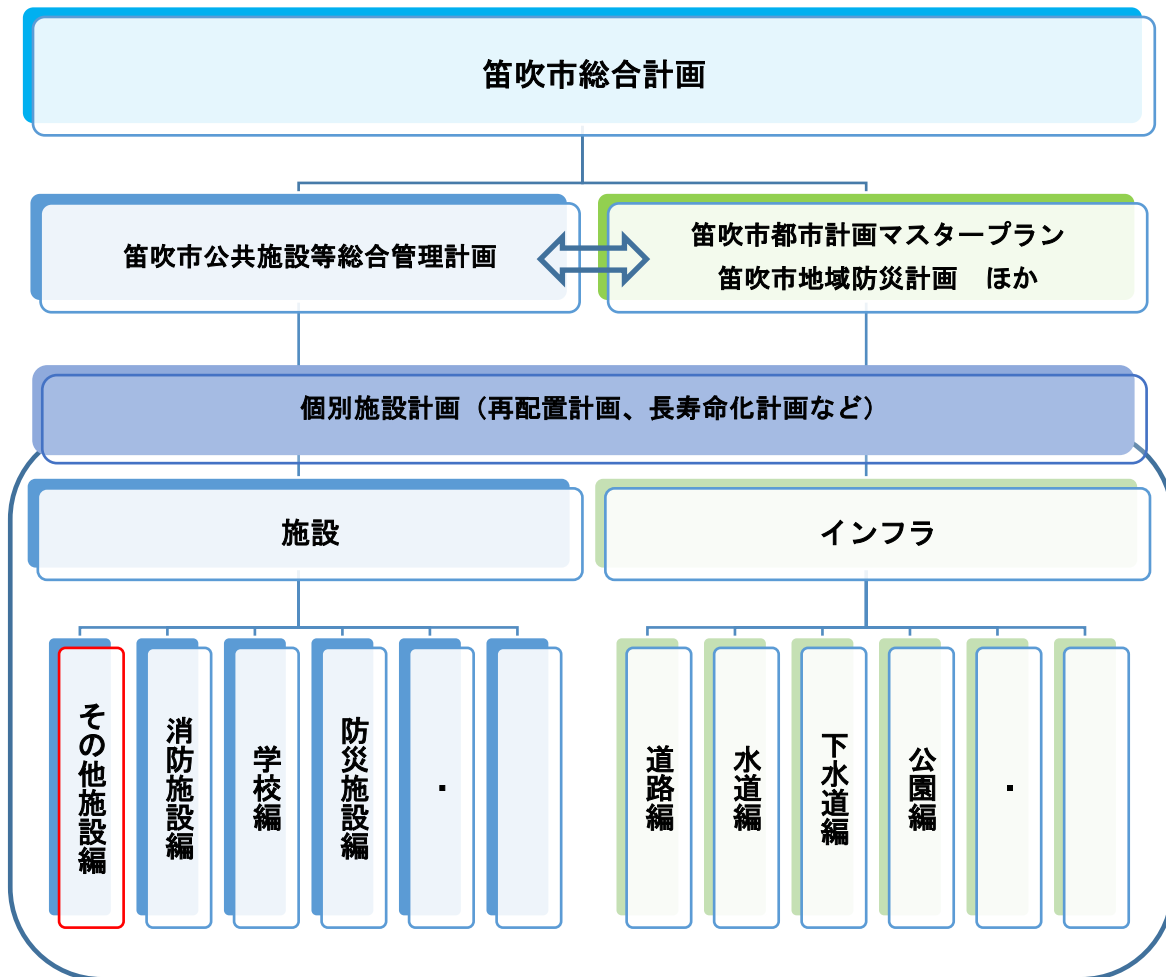 笛吹市総合計画
笛吹市公共施設等総合管理計画
笛吹市都市計画マスタープラン
笛吹市地域防災計画　ほか
個別施設計画（再配置計画、長寿命化計画など）
施設
インフラ
その他施設編
消防施設編
学校編
防災施設編
・
道路編
水道編
下水道編
公園編
・